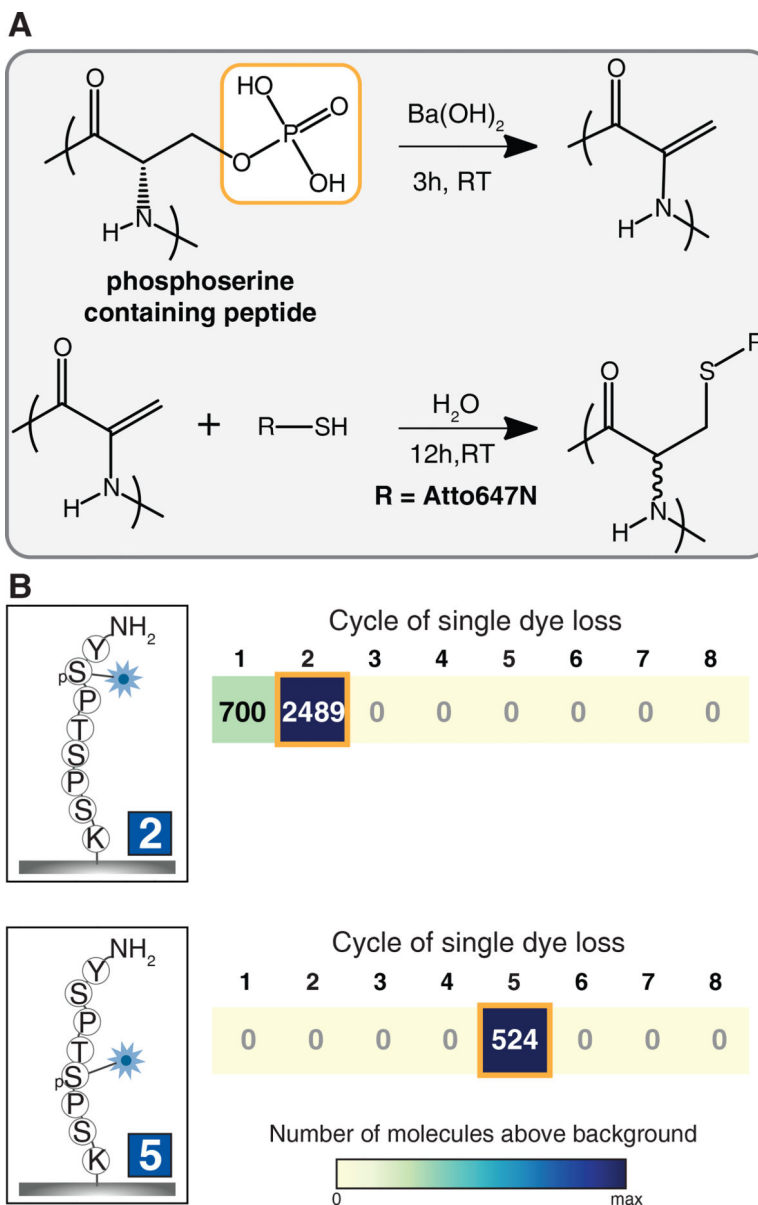 A
O
HO
O
P
O
OH
H
N
phosphoserine
containing peptide
Ba(OH)2
3h, RT
O
H
N
O
H
N
+
R—SH
H2O
12h,RT
R = Atto647N
O
S
H
N
B
NH2
Y
pS
P
T
S
P
S
K
2
Cycle of single dye loss
1 2 3 4 5 6 7 8
700 2489 0 0 0 0 0 0
NH2
Y
S
P
T
pS
P
S
K
5
Cycle of single dye loss
1 2 3 4 5 6 7 8
0 0 0 0 524 0 0 0
Number of molecules above background
0 max